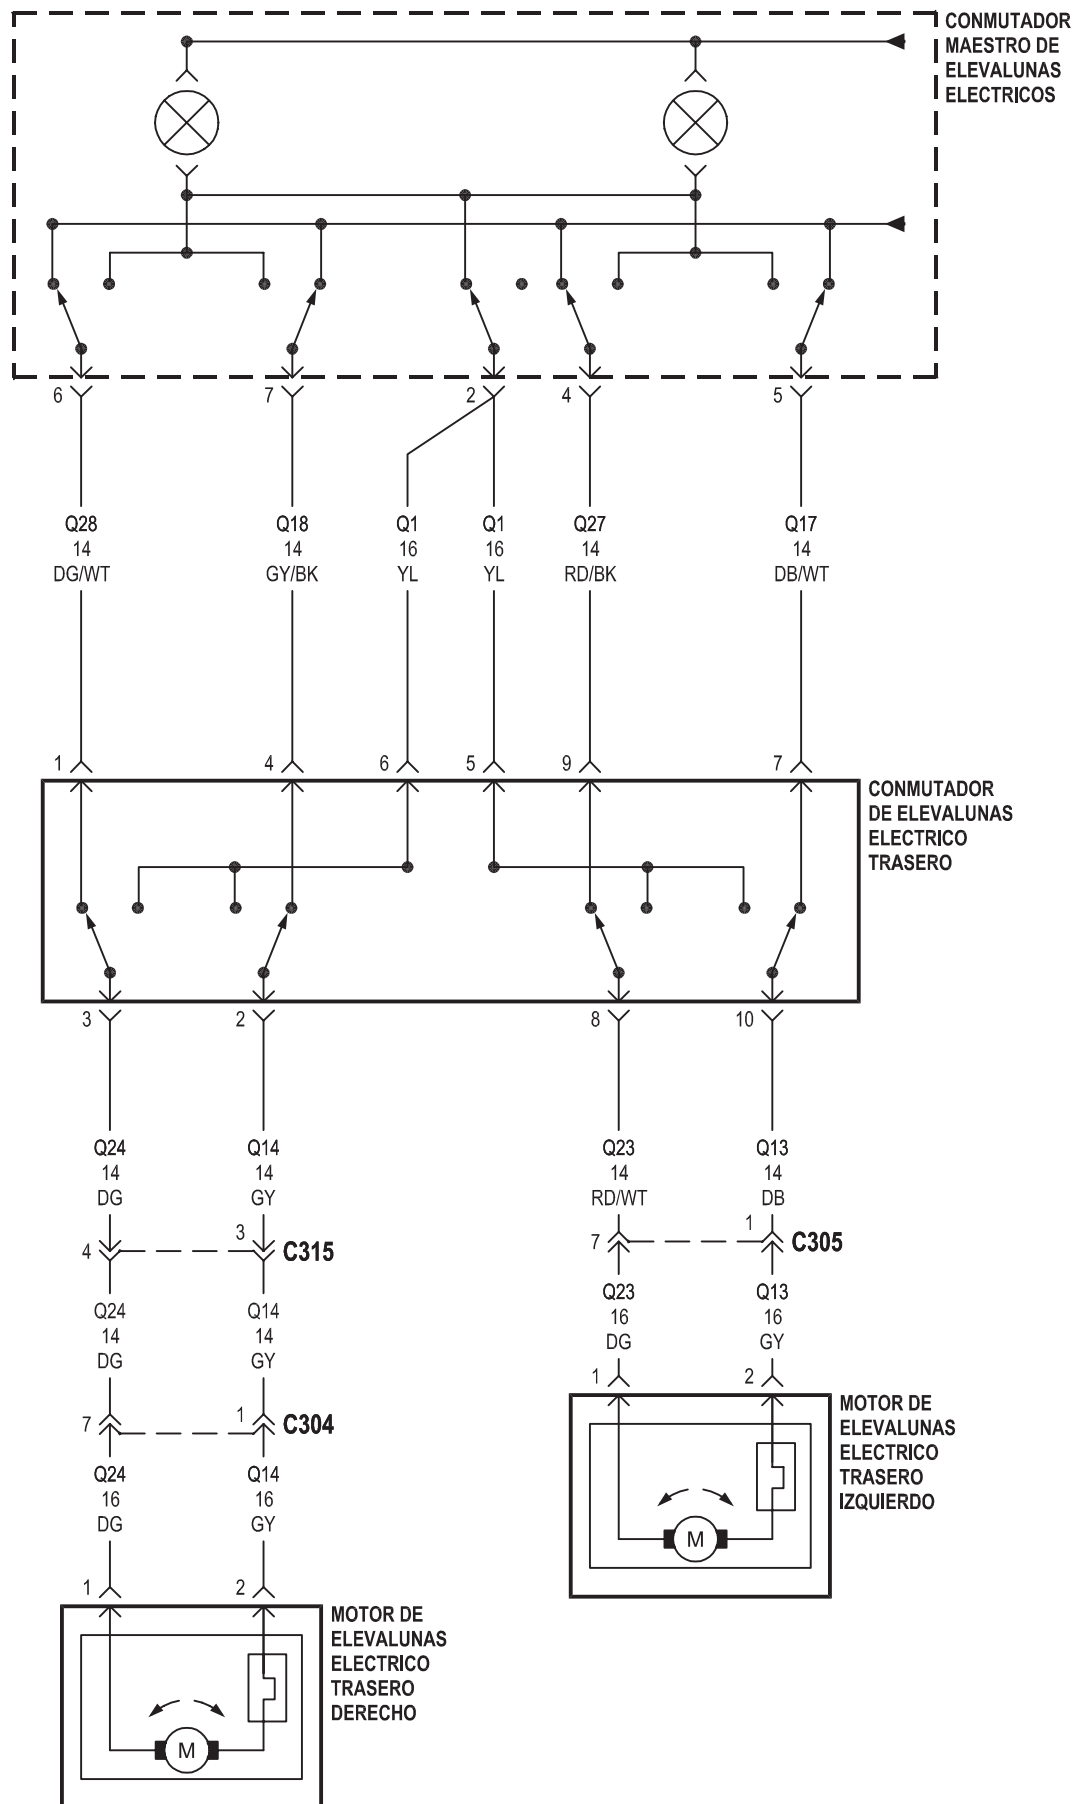 CONMUTADOR
MAESTRO DE
ELEVALUNAS
ELECTRICOS
6 7 2 4 5
Q28 Q18 Q1 Q1 Q27 Q17
14 14 16 16 14 14
DG/WT GY/BK YL YL RD/BK DB/WT
1 4 6 5 9 7
CONMUTADOR
DE ELEVALUNAS
ELECTRICO
TRASERO
3 2 8 10
Q24 Q14 Q23 Q13
14 14 14 14
DG GY RD/WT DB
4 3 C315 7 1 C305
Q24 Q14 Q23 Q13
14 14 16 16
DG GY DG GY
1 2
7 1 C304
MOTOR DE
ELEVALUNAS
ELECTRICO
TRASERO
IZQUIERDO
M
Q24 Q14
16 16
DG GY
1 2
MOTOR DE
ELEVALUNAS
ELECTRICO
TRASERO
DERECHO
M